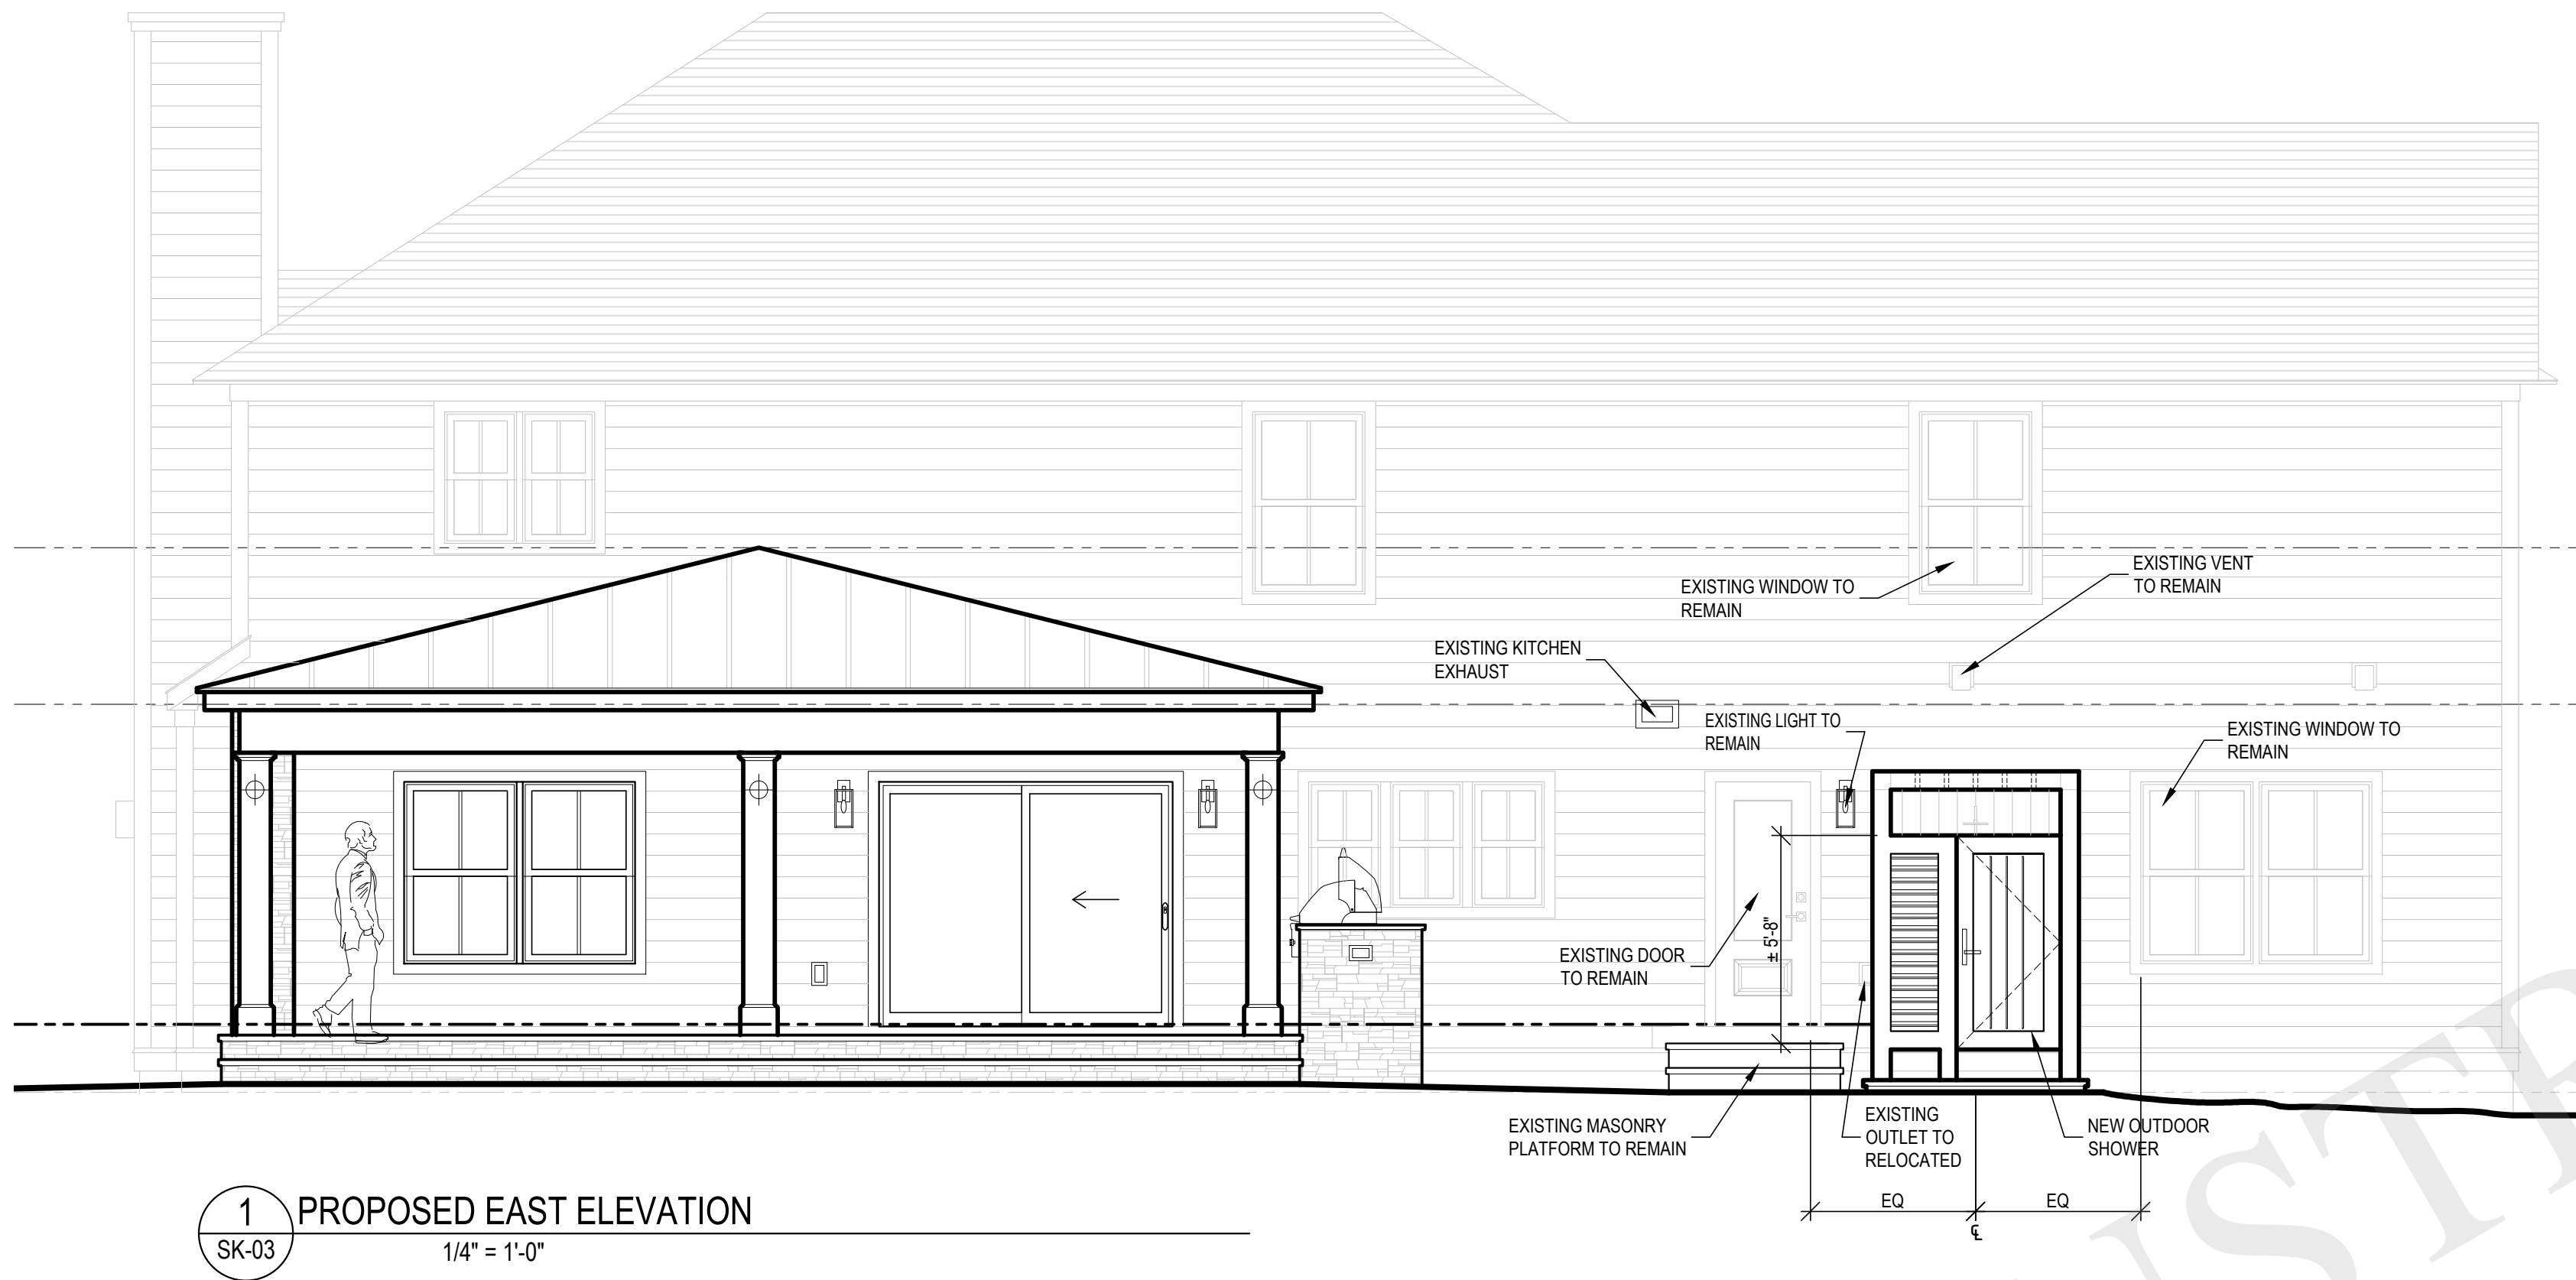 EXISTING WINDOW TO
REMAIN
EXISTING VENT
TO REMAIN
EXISTING KITCHEN
EXHAUST
EXISTING LIGHT TO
REMAIN
EXISTING WINDOW TO
REMAIN
± 5'-8"
EXISTING DOOR
TO REMAIN
EXISTING MASONRY
PLATFORM TO REMAIN
EXISTING
OUTLET TO
RELOCATED
NEW OUTDOOR
SHOWER
EQ
EQ
℄
1
SK-03
PROPOSED EAST ELEVATION
1/4" = 1'-0"